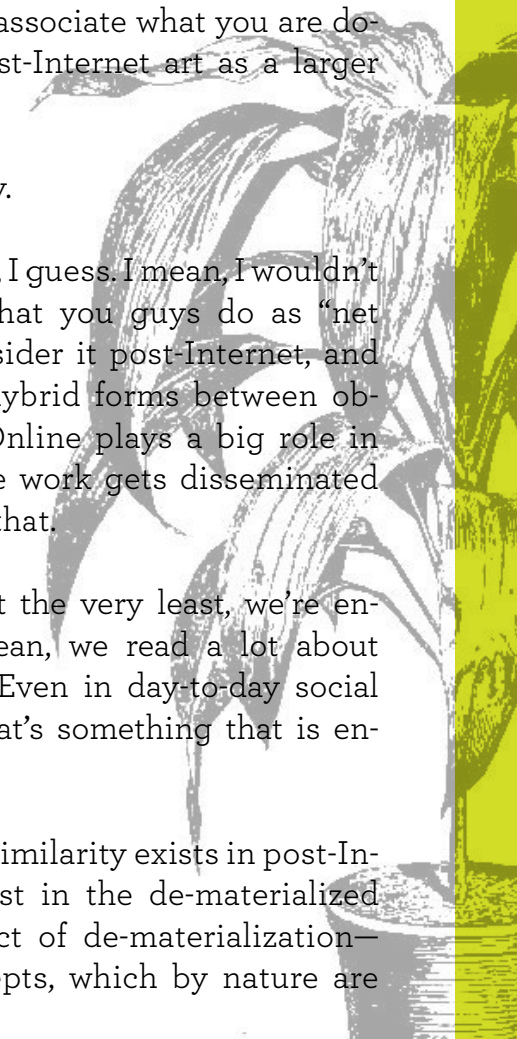 associate what you are do-
st-Internet art as a larger
y.
, I guess. I mean, I wouldn’t
hat you guys do as “net
sider it post-Internet, and
ybrid forms between ob-
Online plays a big role in
e work gets disseminated
that.
t the very least, we’re en-
ean, we read a lot about
Even in day-to-day social
at’s something that is en-
imilarity exists in post-In-
st in the de-materialized
ct of de-materialization—
epts, which by nature are